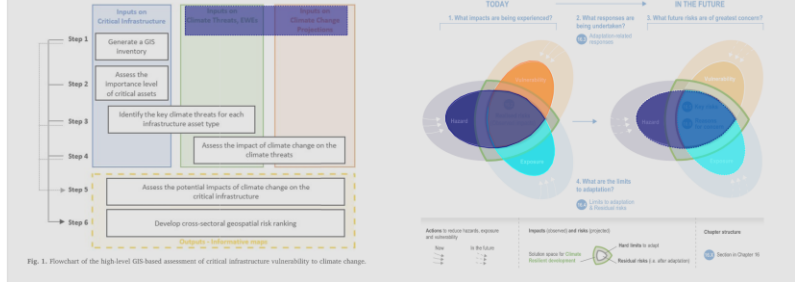 Inputs on
Critical Infrastructure
Inputs on
Climate Threats, EWEs
Inputs on
Climate Change
Projections
Step 1
Generate a GIS
inventory
Step 2
Assess the
importance level
of critical assets
Step 3
Identify the key climate threats for each
infrastructure asset type
Step 4
Assess the impact of climate change on the
climate threats
Step 5
Assess the potential impacts of climate change on the
critical infrastructure
Step 6
Develop cross-sectoral geospatial risk ranking
Outputs - Informative maps
Fig. 1. Flowchart of the high-level GIS-based assessment of critical infrastructure vulnerability to climate change.
TODAY
IN THE FUTURE
1. What impacts are being experienced?
2. What responses are
being undertaken?
3. What future risks are of greatest concern?
Adaptation-related
responses
Vulnerability
Hazard
Exposure
Vulnerability
Hazard
Exposure
4. What are the limits
to adaptation?
Limits to adaptation
& Residual risks
Actions to reduce hazards, exposure
and vulnerability
Now
In the future
Impacts (observed) and risks (projected)
Solution space for Climate
Resilient development
Hard limits to adapt
Residual risks (i.e. after adaptation)
Chapter structure
Section in Chapter 16